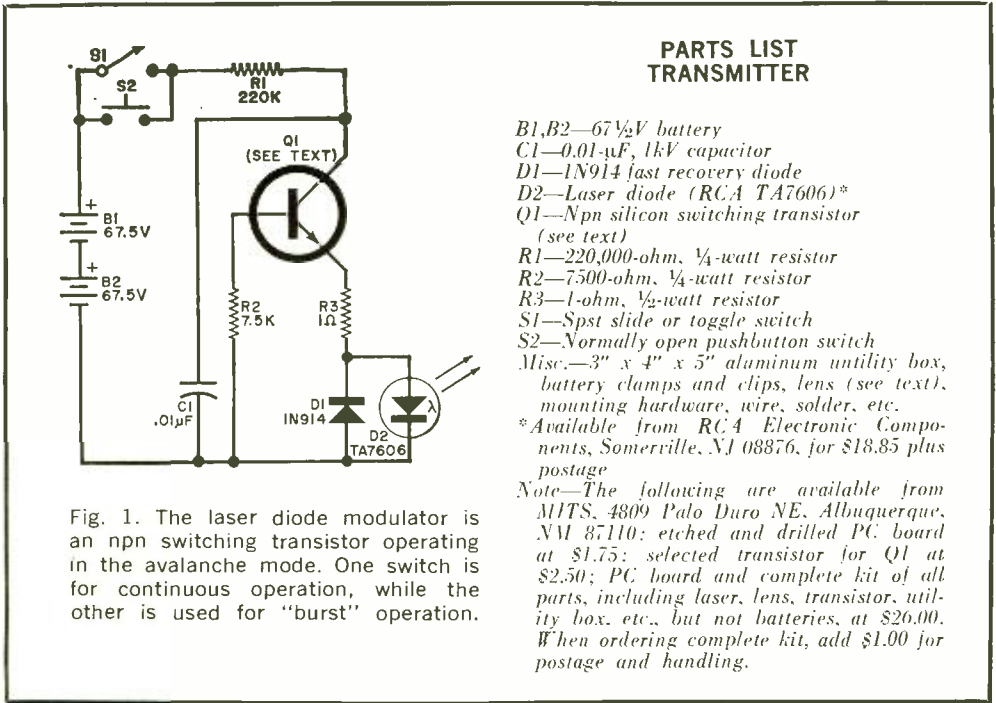 S1
S2
R1
220K
Q1
(SEE TEXT)
+
B1
67.5V
+
B2
67.5V
R2
7.5K
R3
1Ω
C1
.01µF
D1
1N914
λ
D2
TA7606
Fig. 1. The laser diode modulator is
an npn switching transistor operating
in the avalanche mode. One switch is
for continuous operation, while the
other is used for "burst" operation.
PARTS LIST
TRANSMITTER
B1,B2—67½V battery
C1—0.01-µF, 1kV capacitor
D1—1N914 fast recovery diode
D2—Laser diode (RCA TA7606)*
Q1—Npn silicon switching transistor
(see text)
R1—220,000-ohm, ¼-watt resistor
R2—7500-ohm, ¼-watt resistor
R3—1-ohm, ½-watt resistor
S1—Spst slide or toggle switch
S2—Normally open pushbutton switch
Misc.—3" x 4" x 5" aluminum untility box,
battery clamps and clips, lens (see text),
mounting hardware, wire, solder, etc.
*Available from RCA Electronic Compo-
nents, Somerville, NJ 08876, for $18.85 plus
postage
Note—The following are available from
MITS, 4809 Palo Duro NE, Albuquerque,
NM 87110: etched and drilled PC board
at $1.75; selected transistor for Q1 at
$2.50; PC board and complete kit of all
parts, including laser, lens, transistor, util-
ity box, etc., but not batteries, at $26.00.
When ordering complete kit, add $1.00 for
postage and handling.